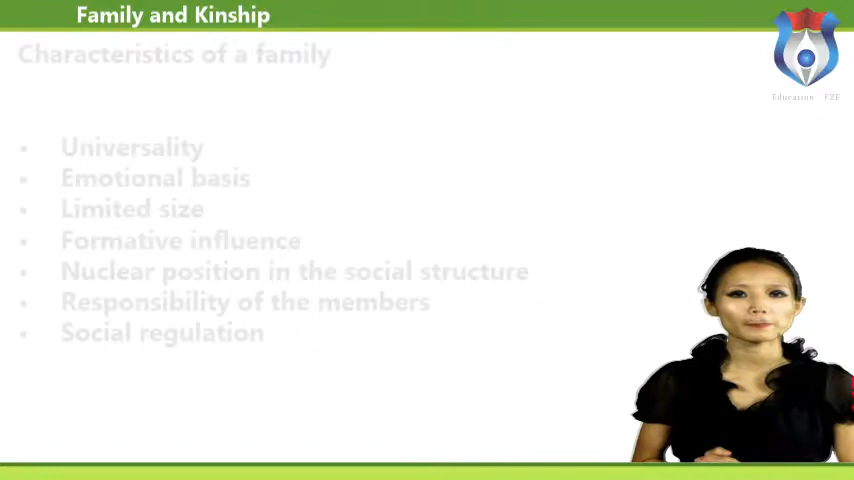 Family and Kinship
Characteristics of a family
Education EZE
▪ Universality
▪ Emotional basis
▪ Limited size
▪ Formative influence
▪ Nuclear position in the social structure
▪ Responsibility of the members
▪ Social regulation